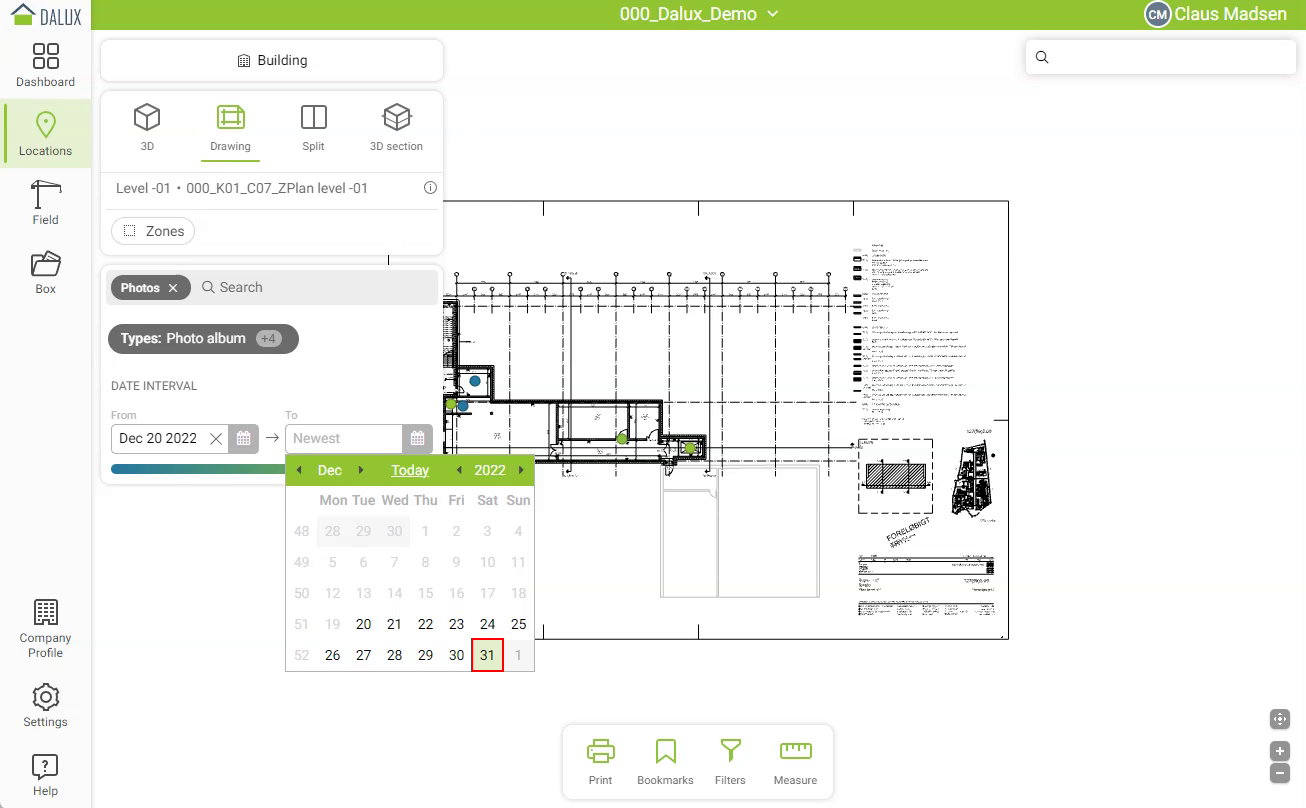 DALUX
000_Dalux_Demo
CM Claus Madsen
Dashboard
Locations
Field
Box
Company
Profile
Settings
Help
Building
3D
Drawing
Split
3D section
Level -01 • 000_K01_C07_ZPlan level -01
Zones
Photos
Search
Types: Photo album +4
DATE INTERVAL
From
To
Dec 20 2022
Newest
Dec Today 2022
Mon Tue Wed Thu Fri Sat Sun
48 28 29 30 1 2 3 4
49 5 6 7 8 9 10 11
50 12 13 14 15 16 17 18
51 19 20 21 22 23 24 25
52 26 27 28 29 30 31 1
FORELØBIGT
Print
Bookmarks
Filters
Measure